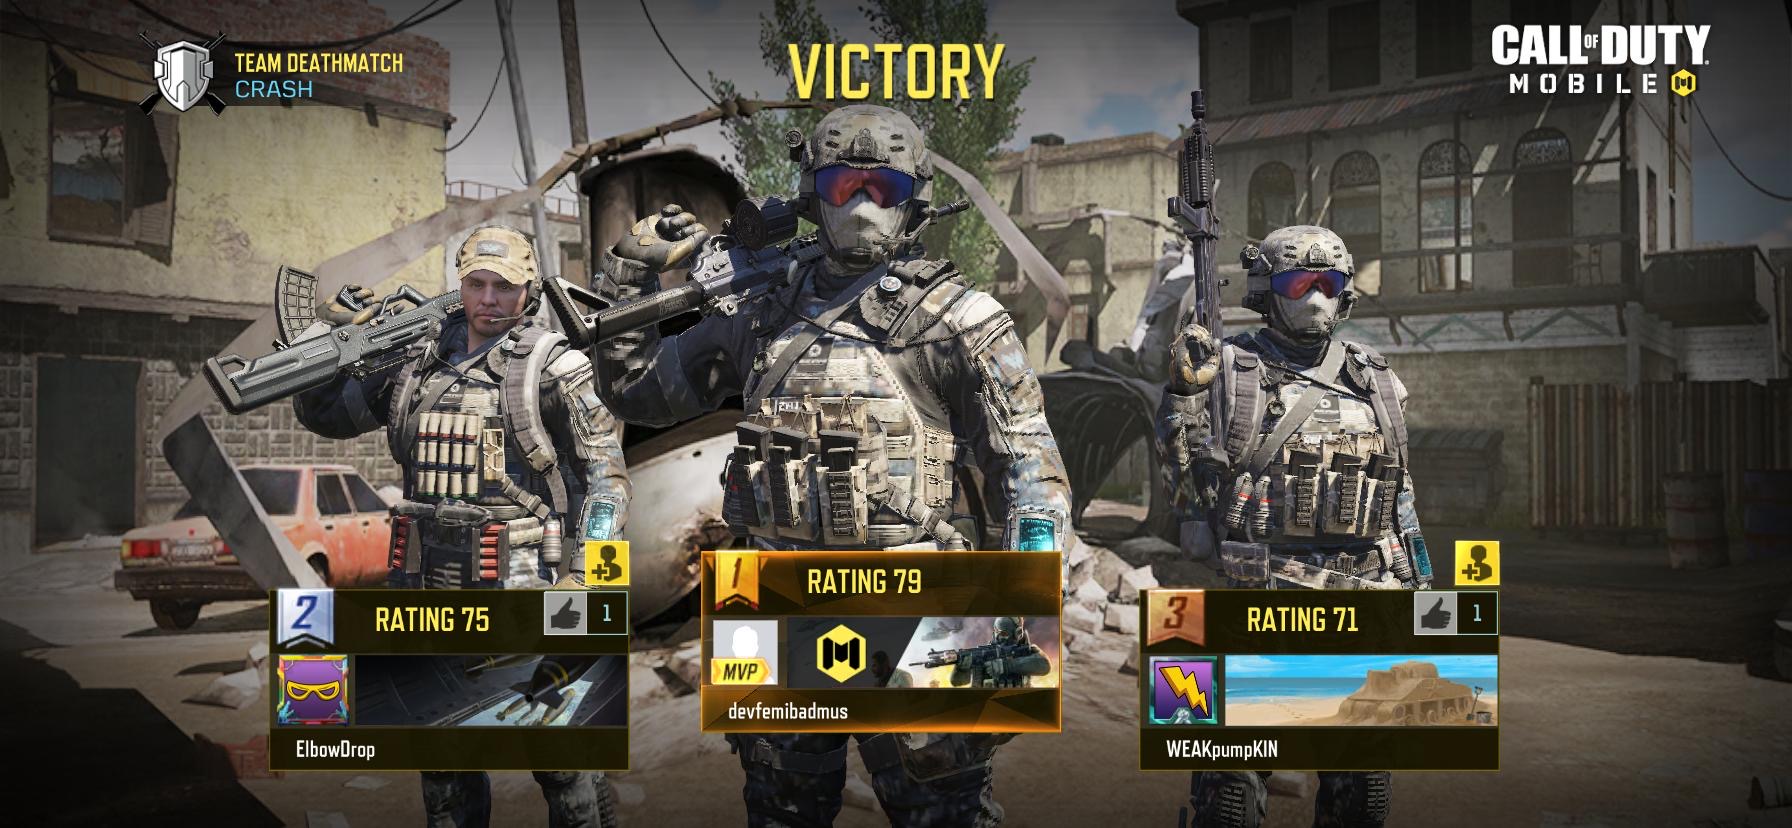 TEAM DEATHMATCH
CRASH
VICTORY
CALL OF DUTY
MOBILE
2
RATING 75
1
ElbowDrop
1
RATING 79
MVP
devfemibadmus
3
RATING 71
1
WEAKpumpKIN